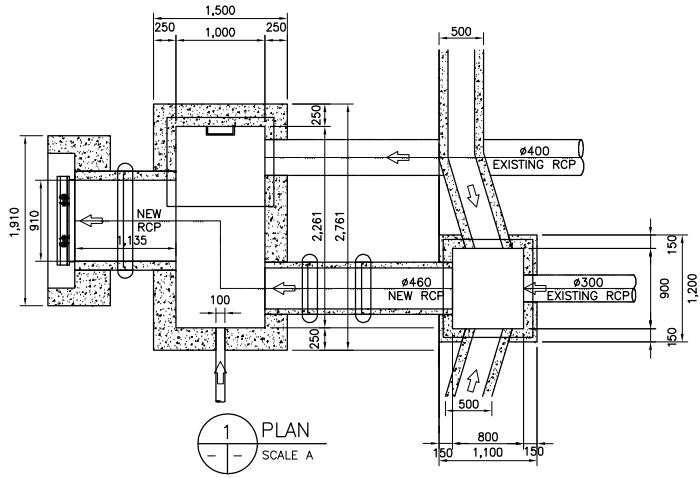 1,500
250
1,000
250
500
250
ø400
EXISTING RCP
1,910
910
NEW
RCP
1,135
2,261
2,761
150
ø460
NEW RCP
ø300
EXISTING RCP
900
1,200
100
250
150
500
800
150
1,100
150
1
PLAN
SCALE A